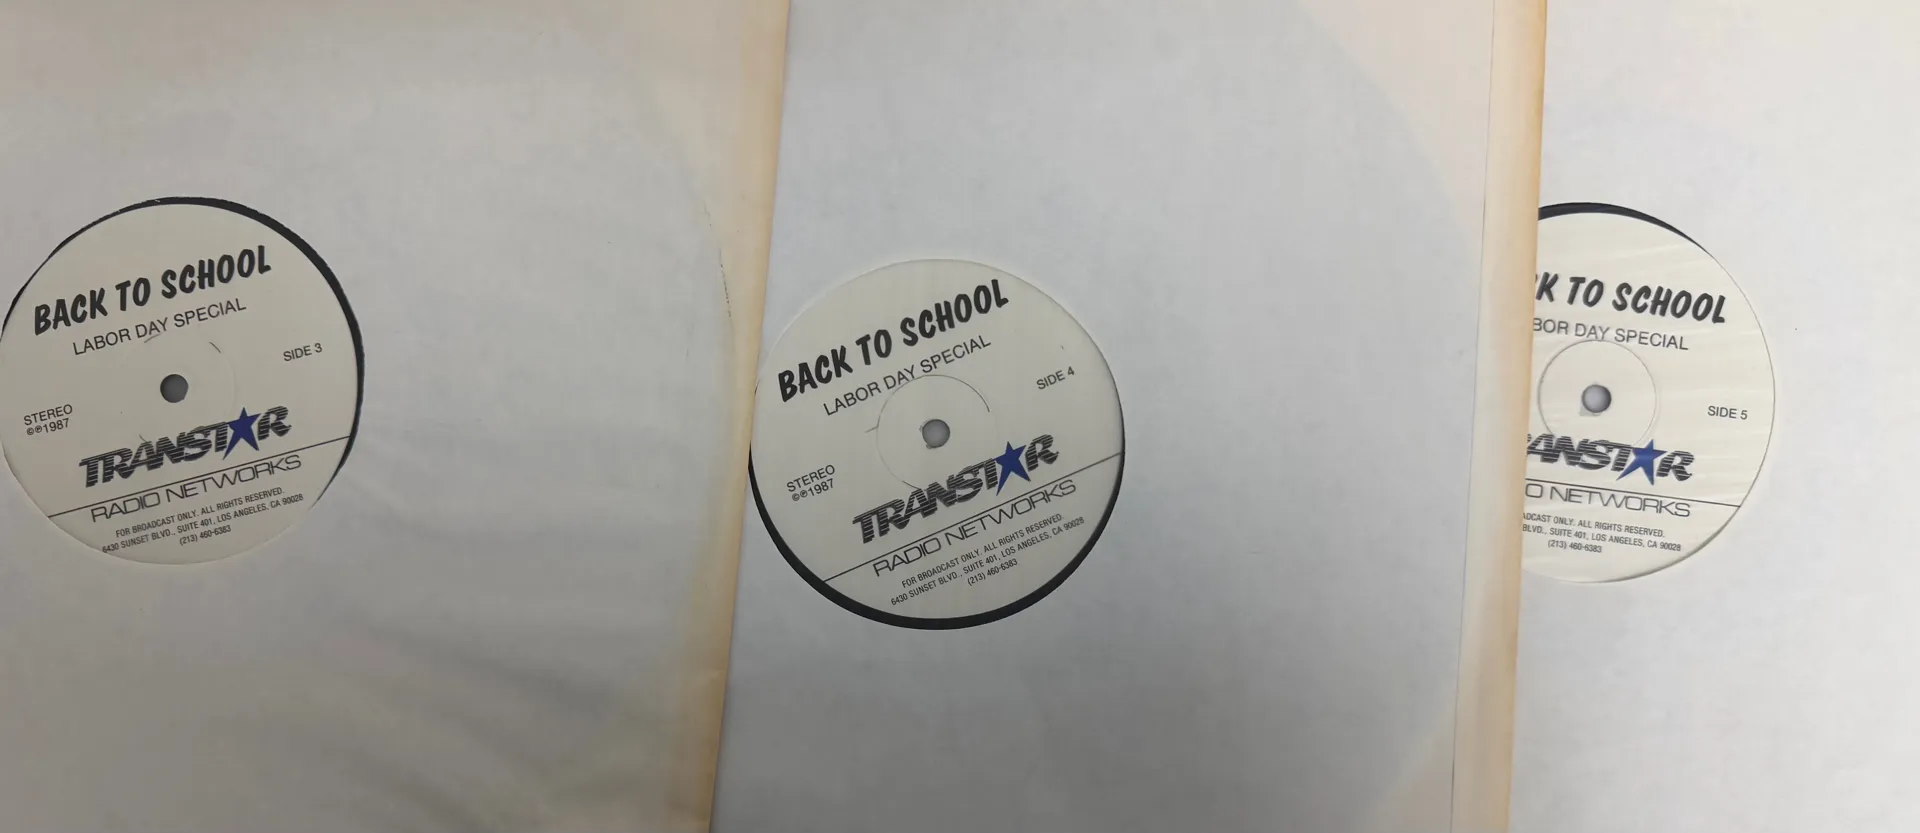 BACK TO SCHOOL
LABOR DAY SPECIAL
SIDE 3
STEREO
©℗1987
TRANSTAR
RADIO NETWORKS
FOR BROADCAST ONLY. ALL RIGHTS RESERVED.
6430 SUNSET BLVD., SUITE 401, LOS ANGELES, CA 90028
(213) 460-6383
BACK TO SCHOOL
LABOR DAY SPECIAL
SIDE 4
STEREO
©℗1987
TRANSTAR
RADIO NETWORKS
FOR BROADCAST ONLY. ALL RIGHTS RESERVED.
6430 SUNSET BLVD., SUITE 401, LOS ANGELES, CA 90028
(213) 460-6383
K TO SCHOOL
BOR DAY SPECIAL
SIDE 5
ANSTAR
O NETWORKS
ADCAST ONLY. ALL RIGHTS RESERVED.
BLVD., SUITE 401, LOS ANGELES, CA 90028
(213) 460-6383